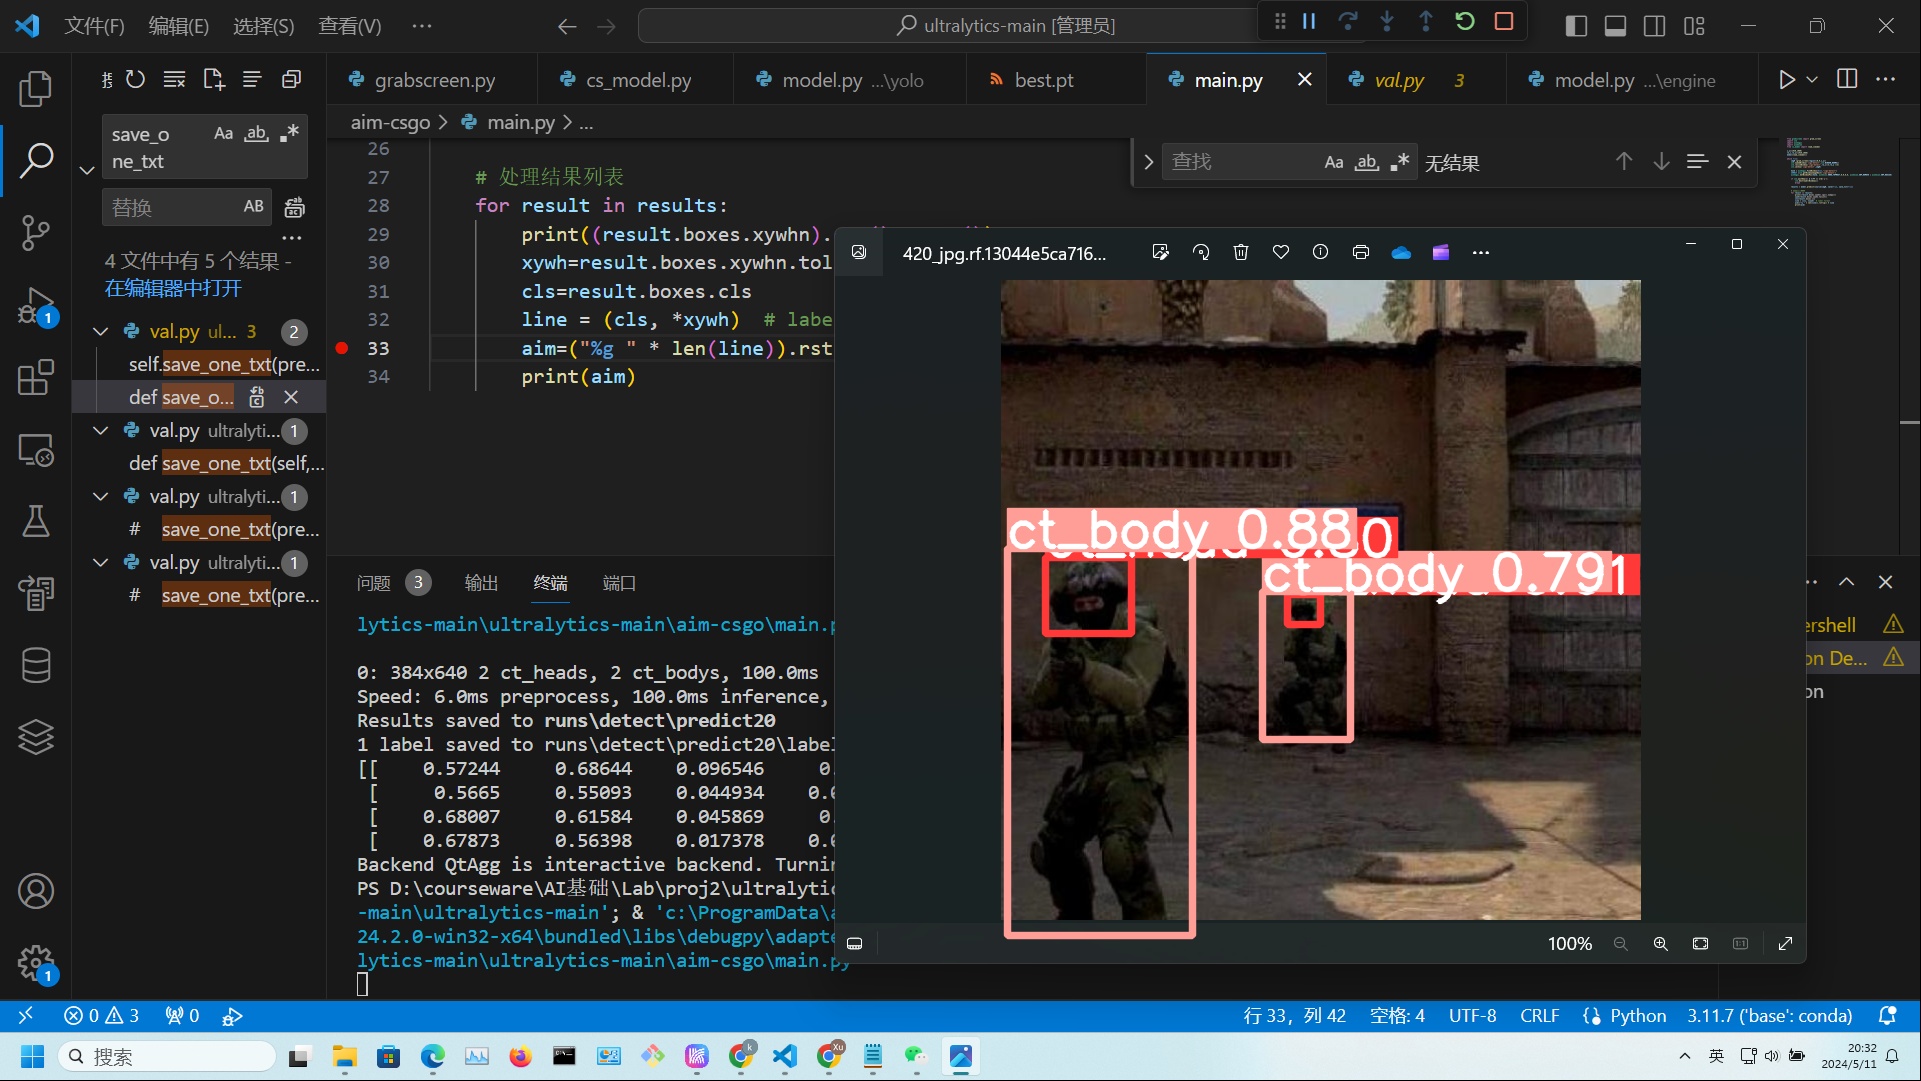 文件(F) 编辑(E) 选择(S) 查看(V) ···
ultralytics-main [管理员]
grabscreen.py
cs_model.py
model.py ...\yolo
best.pt
main.py
val.py 3
model.py ...\engine
aim-csgo > main.py > ...
save_o
ne_txt
Aa ab
替换 AB
4 文件中有 5 个结果 -
在编辑器中打开
val.py ul... 3 2
self.save_one_txt(pre...
def save_o...
val.py ultralyti... 1
def save_one_txt(self,...
val.py ultralyti... 1
# save_one_txt(pre...
val.py ultralyti... 1
# save_one_txt(pre...
查找 Aa ab 无结果
26
27 # 处理结果列表
28 for result in results:
29 print((result.boxes.xywhn).
30 xywh=result.boxes.xywhn.tol
31 cls=result.boxes.cls
32 line = (cls, *xywh) # labe
33 aim=("%g " * len(line)).rst
34 print(aim)
420_jpg.rf.13044e5ca716...
ct_body 0.88
0
ct_body 0.791
100%
问题 3 输出 终端 端口
lytics-main\ultralytics-main\aim-csgo\main.p
0: 384x640 2 ct_heads, 2 ct_bodys, 100.0ms
Speed: 6.0ms preprocess, 100.0ms inference,
Results saved to runs\detect\predict20
1 label saved to runs\detect\predict20\labe
[[ 0.57244 0.68644 0.096546 0.
[ 0.5665 0.55093 0.044934 0.
[ 0.68007 0.61584 0.045869 0.
[ 0.67873 0.56398 0.017378 0.
Backend QtAgg is interactive backend. Turnin
PS D:\courseware\AI基础\Lab\proj2\ultralytic
-main\ultralytics-main'; & 'c:\ProgramData\a
24.2.0-win32-x64\bundled\libs\debugpy\adapte
lytics-main\ultralytics-main\aim-csgo\main.py
ershell
on De...
on
1
1
0 3 0
行 33，列 42 空格: 4 UTF-8 CRLF Python 3.11.7 ('base': conda)
搜索
英
20:32
2024/5/11